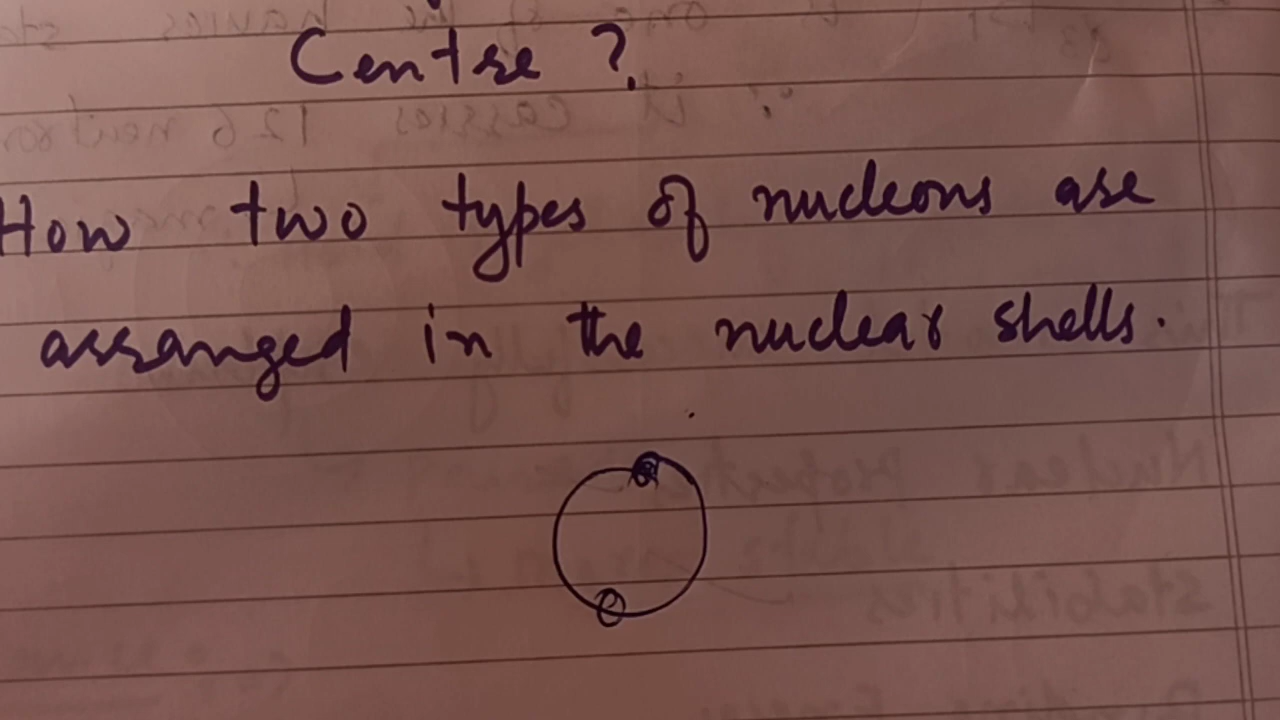 Centre ?
How two types of nucleons are
arranged in the nuclear shells.